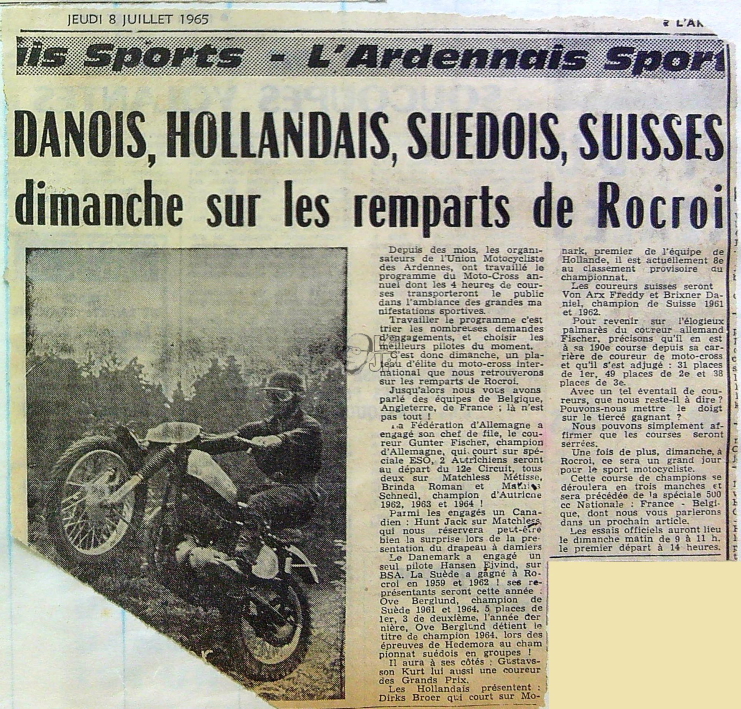 JEUDI 8 JUILLET 1965
L'AR
is Sports - L'Ardennais Sport
DANOIS, HOLLANDAIS, SUEDOIS, SUISSES
dimanche sur les remparts de Rocroi
Depuis des mois, les organi-
sateurs de l'Union Motocycliste
des Ardennes, ont travaillé le
programme du Moto-Cross an-
nuel dont les 4 heures de cour-
ses transporteront le public
dans l'ambiance des grandes ma
nifestations sportives.
Travailler le programme c'est
trier les nombreuses demandes
d'engagements, et choisir les
meilleurs pilotes du moment.
C'est donc dimanche, un pla-
teau d'élite du moto-cross inter-
national que nous retrouverons
sur les remparts de Rocroi.
Jusqu'alors nous vous avons
parlé des équipes de Belgique,
Angleterre, de France ; là n'est
pas tout !
La Fédération d'Allemagne a
engagé son chef de file, le cou-
reur Gunter Fischer, champion
d'Allemagne, qui court sur spé-
ciale ESO, 2 Autrichiens seront
au départ du 12e Circuit, tous
deux sur Matchless Métisse,
Brinda Roman et
Schnedl, champion d'Autriche
1962, 1963 et 1964 !
Parmi les engagés un Cana-
dien : Hunt Jack sur Matchless
qui nous réservera peut-être
bien la surprise lors de la pré-
sentation du drapeau à damiers
Le Danemark a engagé un
seul pilote Hansen Ejvind, sur
BSA. La Suède a gagné à Ro-
croi en 1959 et 1962 ! ses re-
présentants seront cette année :
Ove Berglund, champion de
Suède 1961 et 1964, 5 places de
1er, 3 de deuxième, l'année der
nière, Ove Berglund détient le
titre de champion 1964, lors des
épreuves de Hedemora au cham
pionnat suédois en groupes !
Il aura à ses côtés : Gustavs-
son Kurt lui aussi une coureur
des Grands Prix.
Les Hollandais présentent :
Dirks Broer qui court sur Mo-
nark, premier de l'équipe de
Hollande, il est actuellement 8e
au classement provisoire du
championnat.
Les coureurs suisses seront
Von Arx Freddy et Brixner Da-
niel, champion de Suisse 1961
et 1962.
Pour revenir sur l'élogieux
palmarès du coureur allemand
Fischer, précisons qu'il en est
à sa 190e course depuis sa car-
rière de coureur de moto-cross
et qu'il s'est adjugé : 31 places
de 1er, 49 places de 2e et 38
places de 3e.
Avec un tel éventail de cou-
reurs, que nous reste-il à dire ?
Pouvons-nous mettre le doigt
sur le tiercé gagnant ?
Nous pouvons simplement af-
firmer que les courses seront
serrées.
Une fois de plus, dimanche, à
Rocroi, ce sera un grand jour
pour le sport motocycliste.
Cette course de champions se
déroulera en trois manches et
sera précédée de la spéciale 500
cc Nationale : France - Belgi-
que, dont nous vous parlerons
dans un prochain article.
Les essais officiels auront lieu
le dimanche matin de 9 à 11 h.
le premier départ à 14 heures.